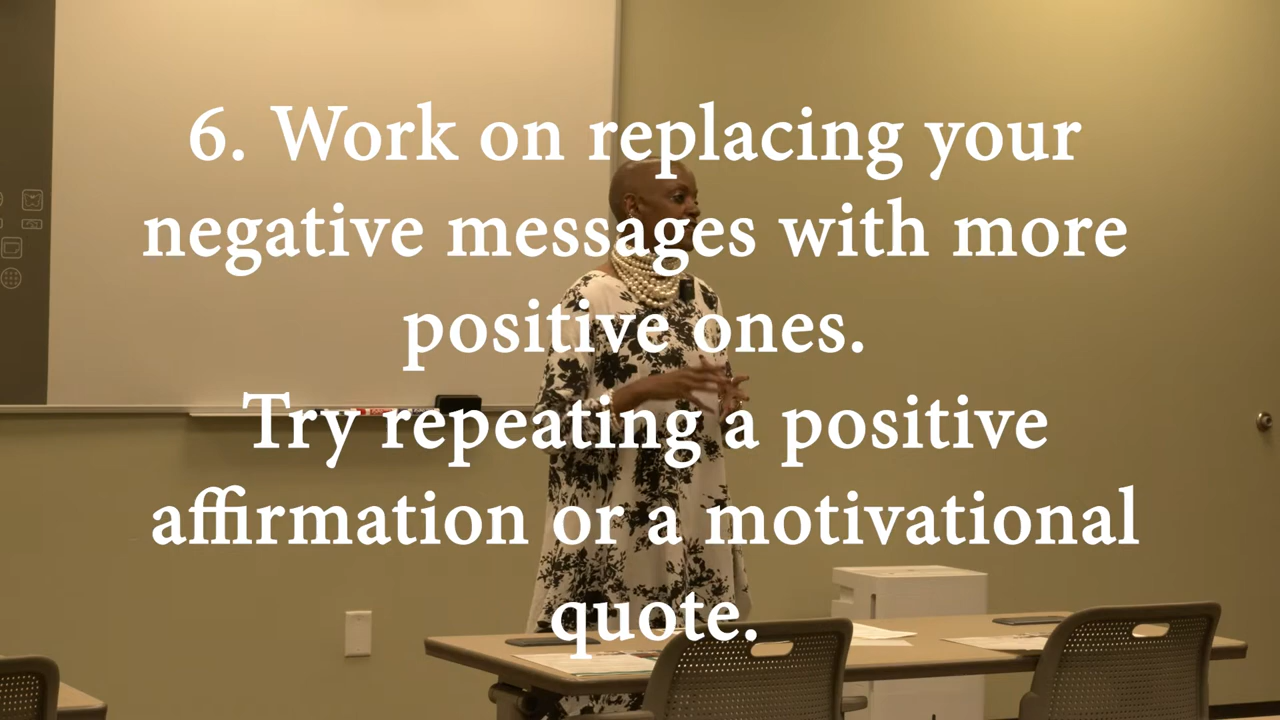 6. Work on replacing your
negative messages with more
positive ones.
Try repeating a positive
affirmation or a motivational
quote.